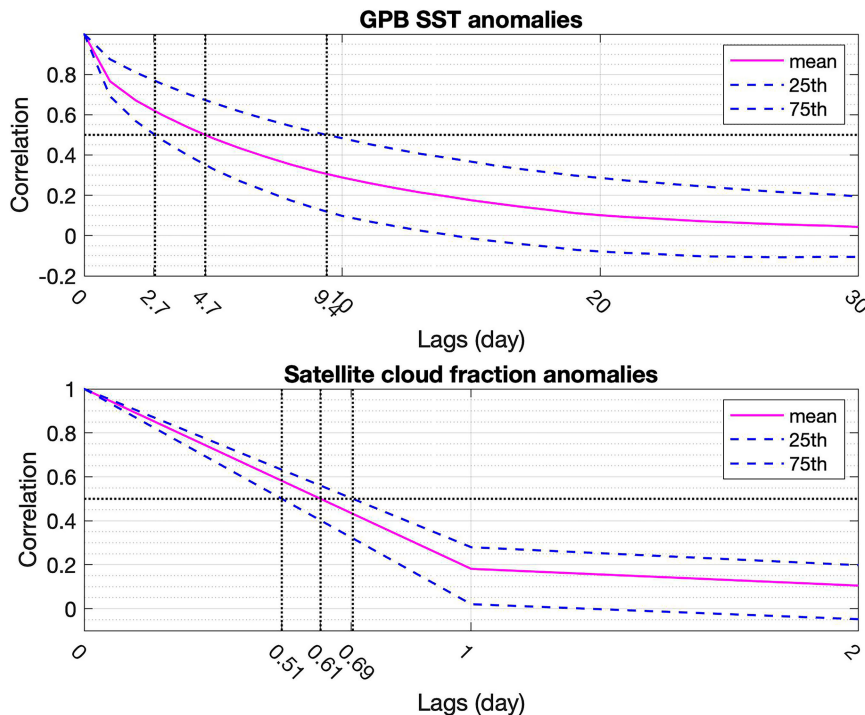 GPB SST anomalies
mean
25th
75th
0.8
0.6
0.4
0.2
0
-0.2
Correlation
0 2.7 4.7 9.4 10 20 30
Lags (day)
Satellite cloud fraction anomalies
mean
25th
75th
1
0.8
0.6
0.4
0.2
0
Correlation
0 0.51 0.61 0.69 1 2
Lags (day)